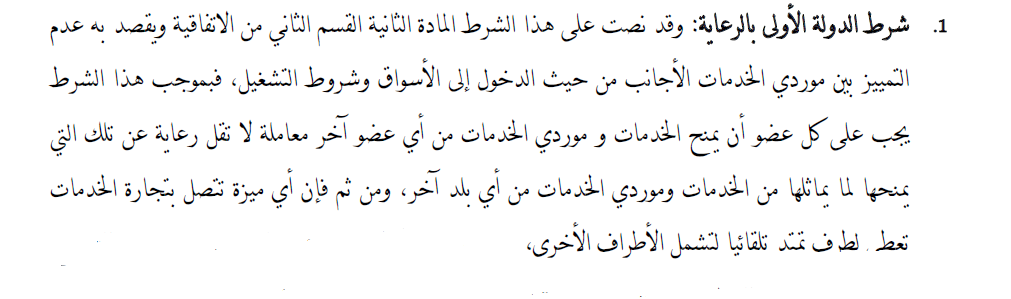 1. شرط الدولة الأولى بالرعاية: وقد نصت على هذا الشرط المادة الثانية القسم الثاني من الاتفاقية ويقصد به عدم
التمييز بين موردي الخدمات الأجانب من حيث الدخول إلى الأسواق وشروط التشغيل، فبموجب هذا الشرط
يجب على كل عضو أن يمنح الخدمات و موردي الخدمات من أي عضو آخر معاملة لا تقل رعاية عن تلك التي
يمنحها لما يماثلها من الخدمات وموردي الخدمات من أي بلد آخر، ومن ثم فإن أي ميزة تتصل بتجارة الخدمات
تعط لطرف تمتد تلقائيا لتشمل الأطراف الأخرى،